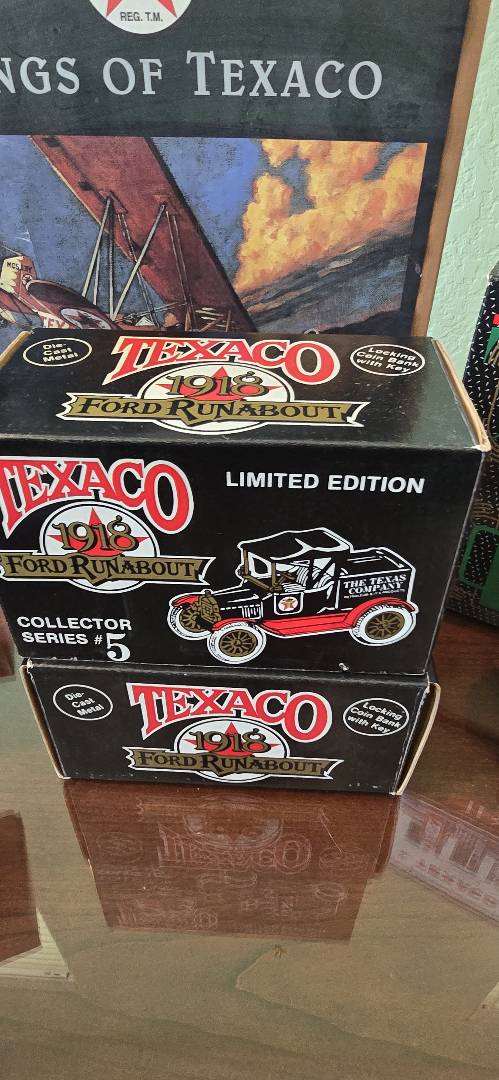 REG. T.M.
NGS OF TEXACO
TEX
Die-
Cast
Metal
TEXACO
1918
FORD RUNABOUT
Locking
Coin Bank
with Key
TEXACO
1918
FORD RUNABOUT
LIMITED EDITION
THE TEXAS
COMPANY
COLLECTOR
SERIES #5
Die-
Cast
Metal
TEXACO
1918
FORD RUNABOUT
Locking
Coin Bank
with Key